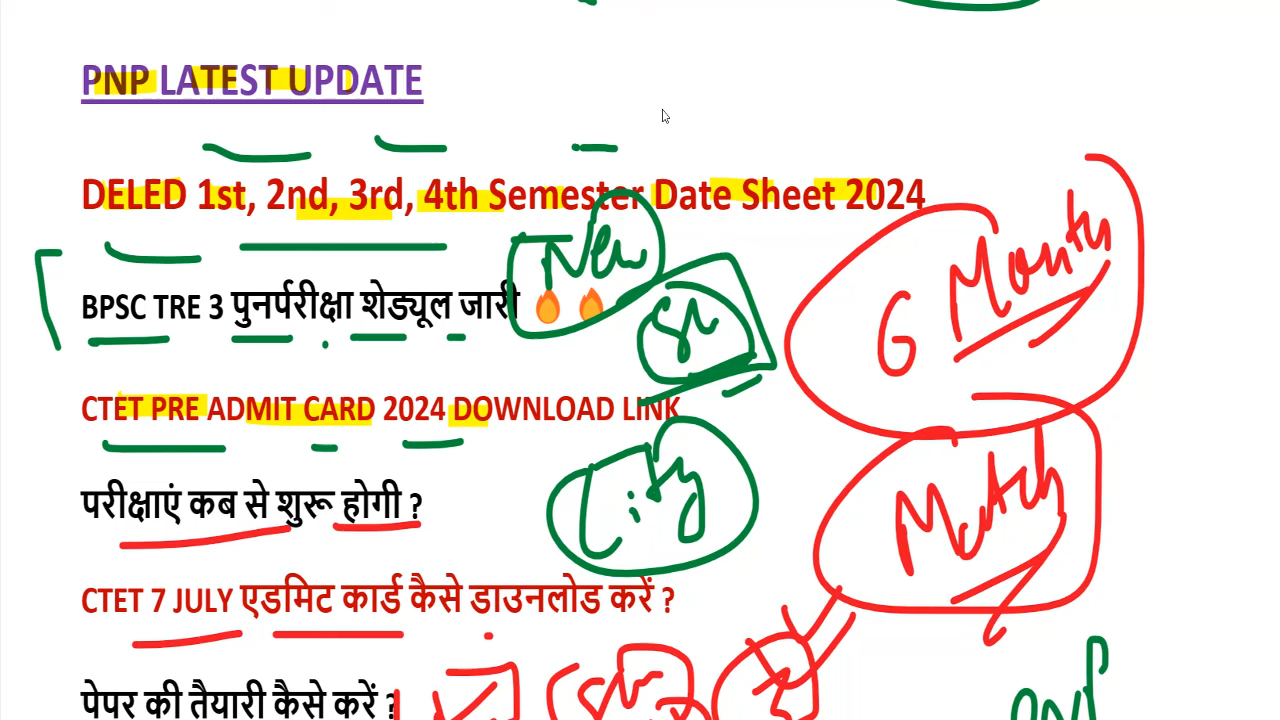 PNP LATEST UPDATE
DELED 1st, 2nd, 3rd, 4th Semester Date Sheet 2024
New
BPSC TRE 3 पुनर्परीक्षा शेड्यूल जारी
6 Month
CTET PRE ADMIT CARD 2024 DOWNLOAD LINK
City
परीक्षाएं कब से शुरू होगी ?
CTET 7 JULY एडमिट कार्ड कैसे डाउनलोड करें ?
पेपर की तैयारी कैसे करें ?